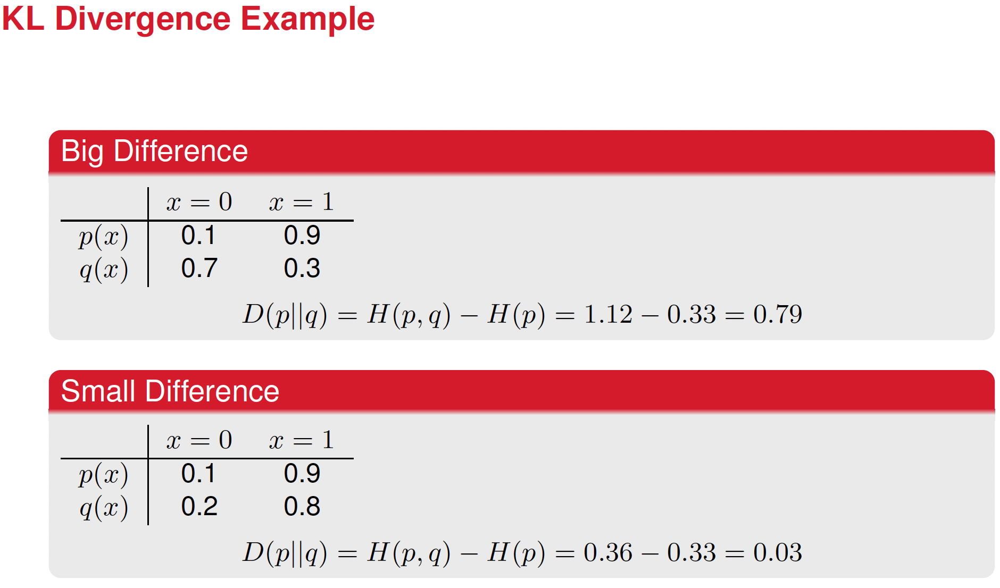 KL Divergence Example
Big Difference
x = 0 x = 1
p(x) 0.1 0.9
q(x) 0.7 0.3
D(p||q) = H(p, q) − H(p) = 1.12 − 0.33 = 0.79
Small Difference
x = 0 x = 1
p(x) 0.1 0.9
q(x) 0.2 0.8
D(p||q) = H(p, q) − H(p) = 0.36 − 0.33 = 0.03